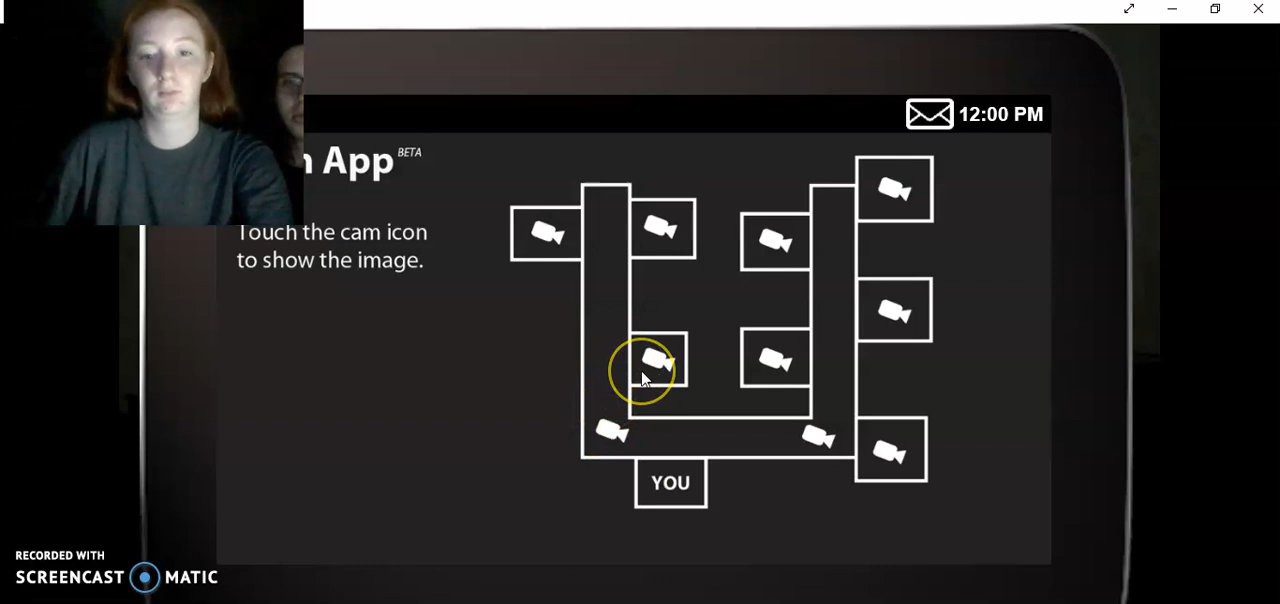 12:00 PM
App BETA
Touch the cam icon
to show the image.
YOU
RECORDED WITH
SCREENCAST MATIC